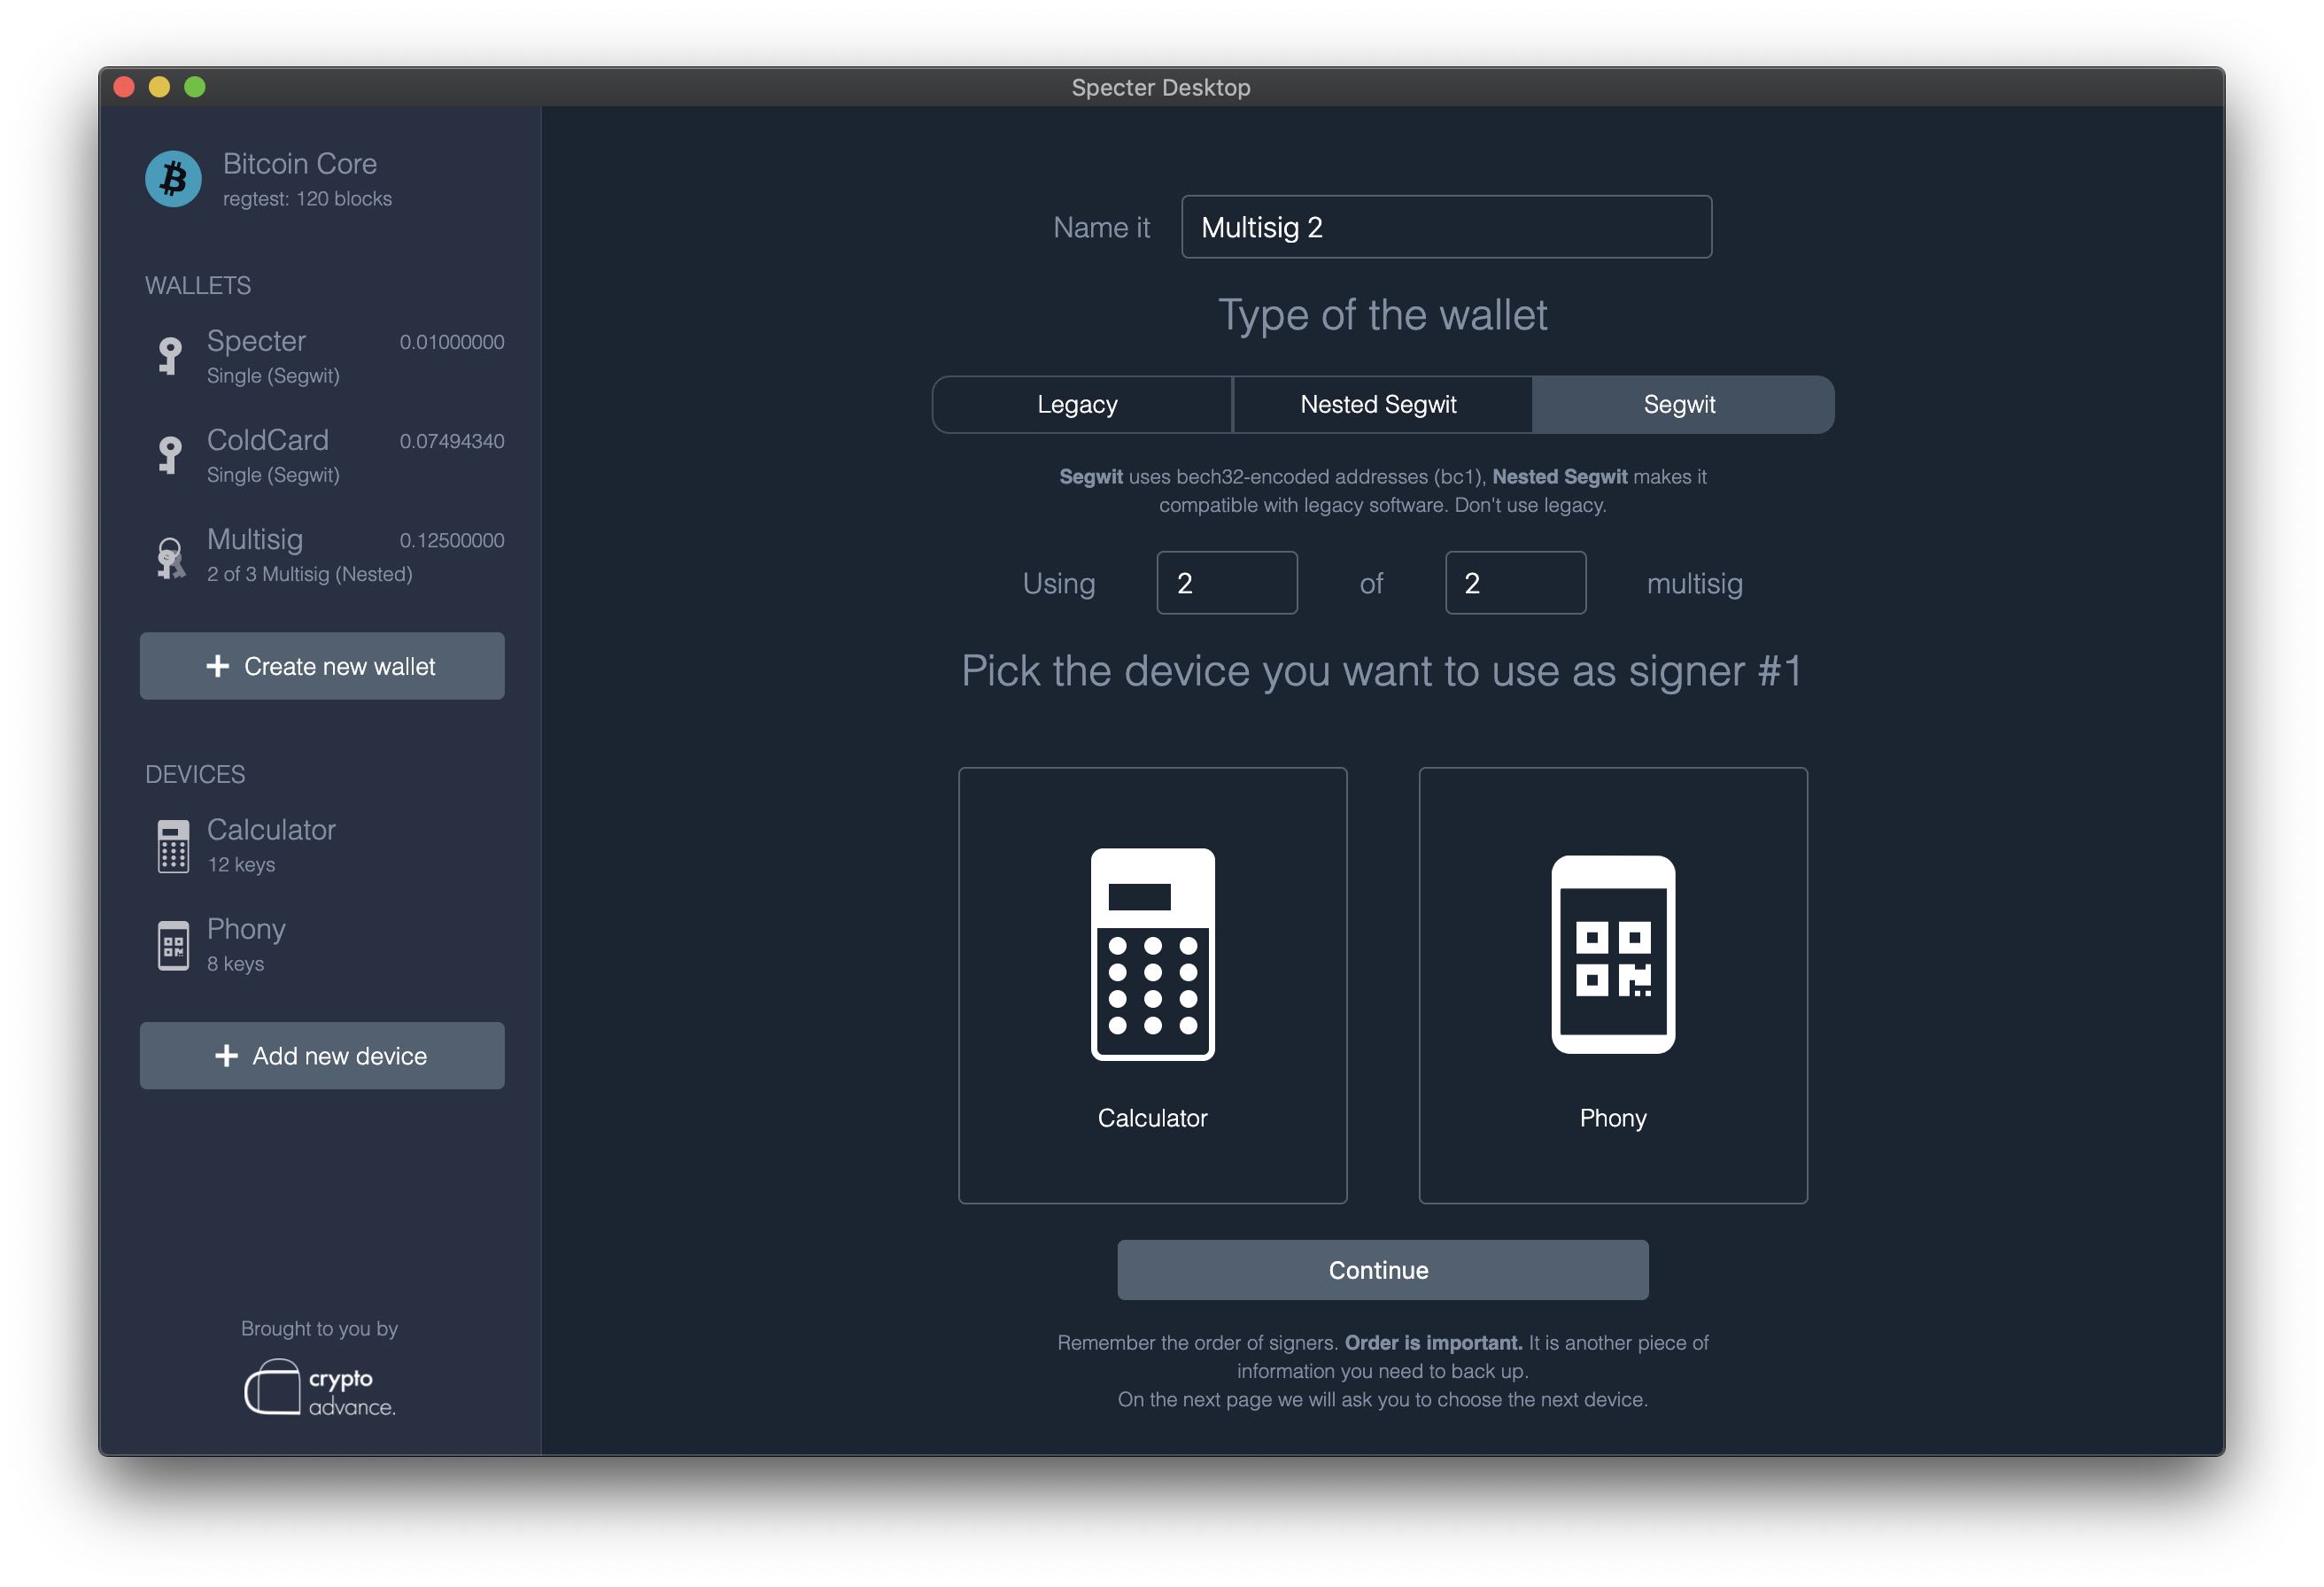 Specter Desktop
Bitcoin Core
regtest: 120 blocks
WALLETS
Specter 0.01000000
Single (Segwit)
ColdCard 0.07494340
Single (Segwit)
Multisig 0.12500000
2 of 3 Multisig (Nested)
+ Create new wallet
DEVICES
Calculator
12 keys
Phony
8 keys
+ Add new device
Brought to you by
crypto
advance.
Name it Multisig 2
Type of the wallet
Legacy Nested Segwit Segwit
Segwit uses bech32-encoded addresses (bc1), Nested Segwit makes it
compatible with legacy software. Don't use legacy.
Using 2 of 2 multisig
Pick the device you want to use as signer #1
Calculator Phony
Continue
Remember the order of signers. Order is important. It is another piece of
information you need to back up.
On the next page we will ask you to choose the next device.